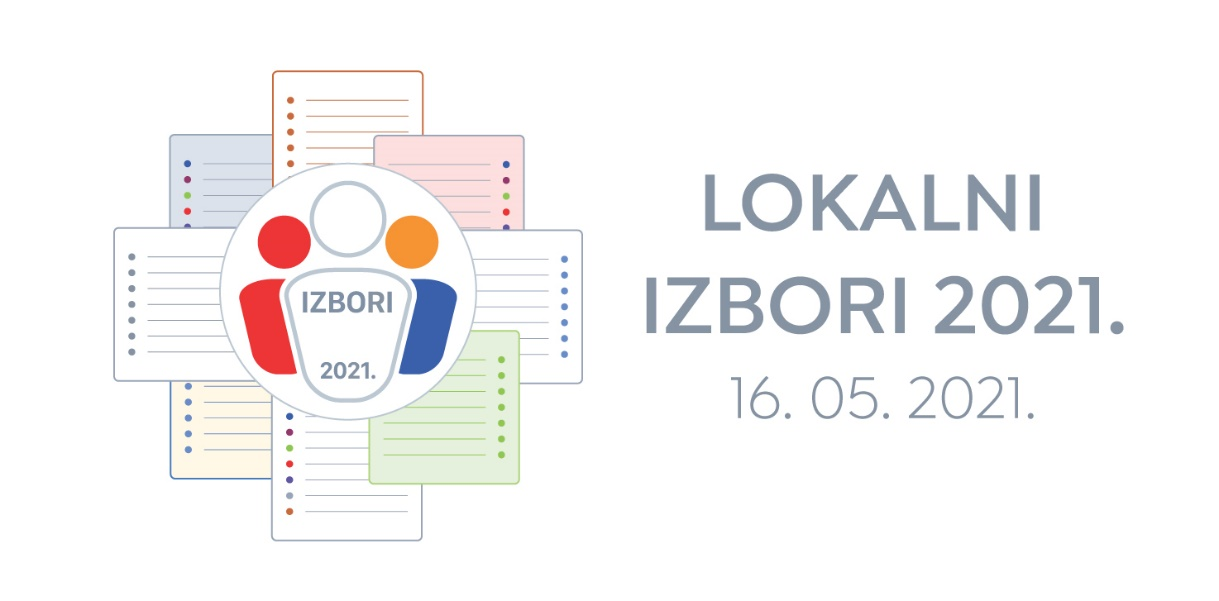 IZBORI
2021.
LOKALNI
IZBORI 2021.
16. 05. 2021.